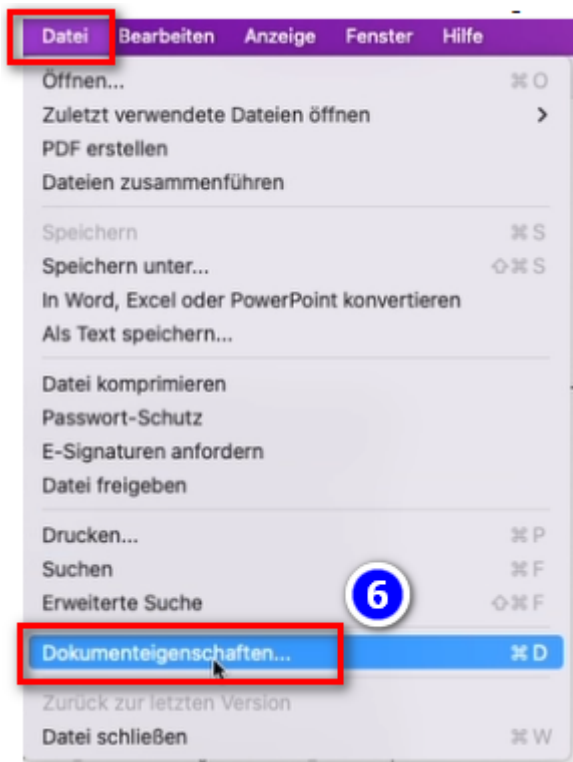 Datei Bearbeiten Anzeige Fenster Hilfe
Öffnen... ⌘ O
Zuletzt verwendete Dateien öffnen >
PDF erstellen
Dateien zusammenführen
Speichern ⌘ S
Speichern unter... ⇧⌘ S
In Word, Excel oder PowerPoint konvertieren
Als Text speichern...
Datei komprimieren
Passwort-Schutz
E-Signaturen anfordern
Datei freigeben
Drucken... ⌘ P
Suchen ⌘ F
Erweiterte Suche ⇧⌘ F
6
Dokumenteigenschaften... ⌘ D
Zurück zur letzten Version
Datei schließen ⌘ W